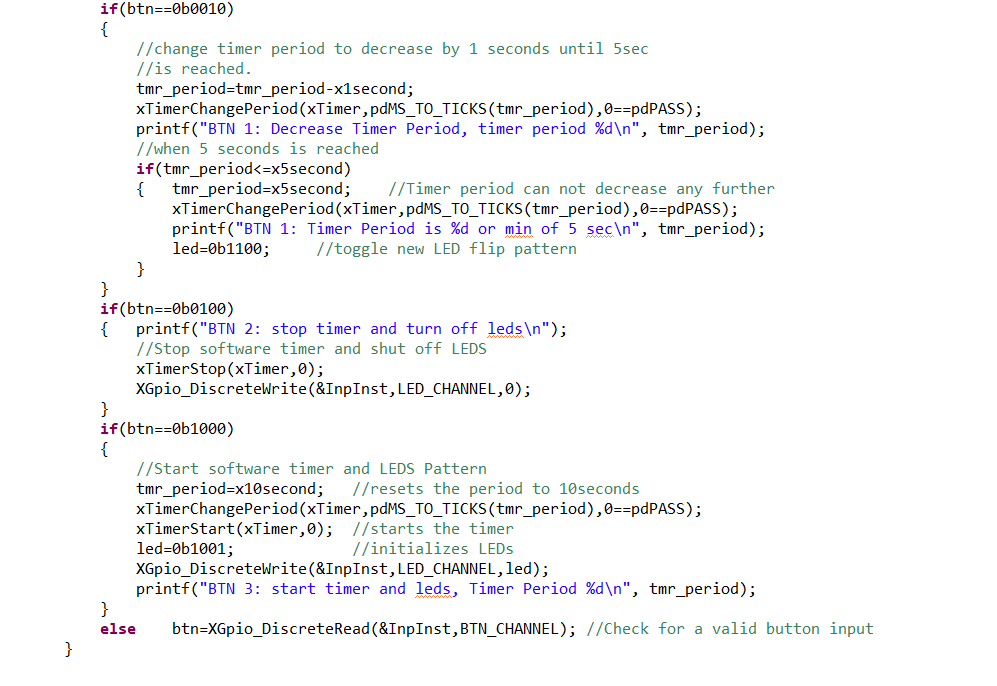 if(btn==0b0010)
{
//change timer period to decrease by 1 seconds until 5sec
//is reached.
tmr_period=tmr_period-x1second;
xTimerChangePeriod(xTimer,pdMS_TO_TICKS(tmr_period),0==pdPASS);
printf("BTN 1: Decrease Timer Period, timer period %d\n", tmr_period);
//when 5 seconds is reached
if(tmr_period<=x5second)
{   tmr_period=x5second;    //Timer period can not decrease any further
xTimerChangePeriod(xTimer,pdMS_TO_TICKS(tmr_period),0==pdPASS);
printf("BTN 1: Timer Period is %d or min of 5 sec\n", tmr_period);
led=0b1100;     //toggle new LED flip pattern
}
}
if(btn==0b0100)
{   printf("BTN 2: stop timer and turn off leds\n");
//Stop software timer and shut off LEDS
xTimerStop(xTimer,0);
XGpio_DiscreteWrite(&InpInst,LED_CHANNEL,0);
}
if(btn==0b1000)
{
//Start software timer and LEDS Pattern
tmr_period=x10second;   //resets the period to 10seconds
xTimerChangePeriod(xTimer,pdMS_TO_TICKS(tmr_period),0==pdPASS);
xTimerStart(xTimer,0);  //starts the timer
led=0b1001;             //initializes LEDs
XGpio_DiscreteWrite(&InpInst,LED_CHANNEL,led);
printf("BTN 3: start timer and leds, Timer Period %d\n", tmr_period);
}
else    btn=XGpio_DiscreteRead(&InpInst,BTN_CHANNEL); //Check for a valid button input
}